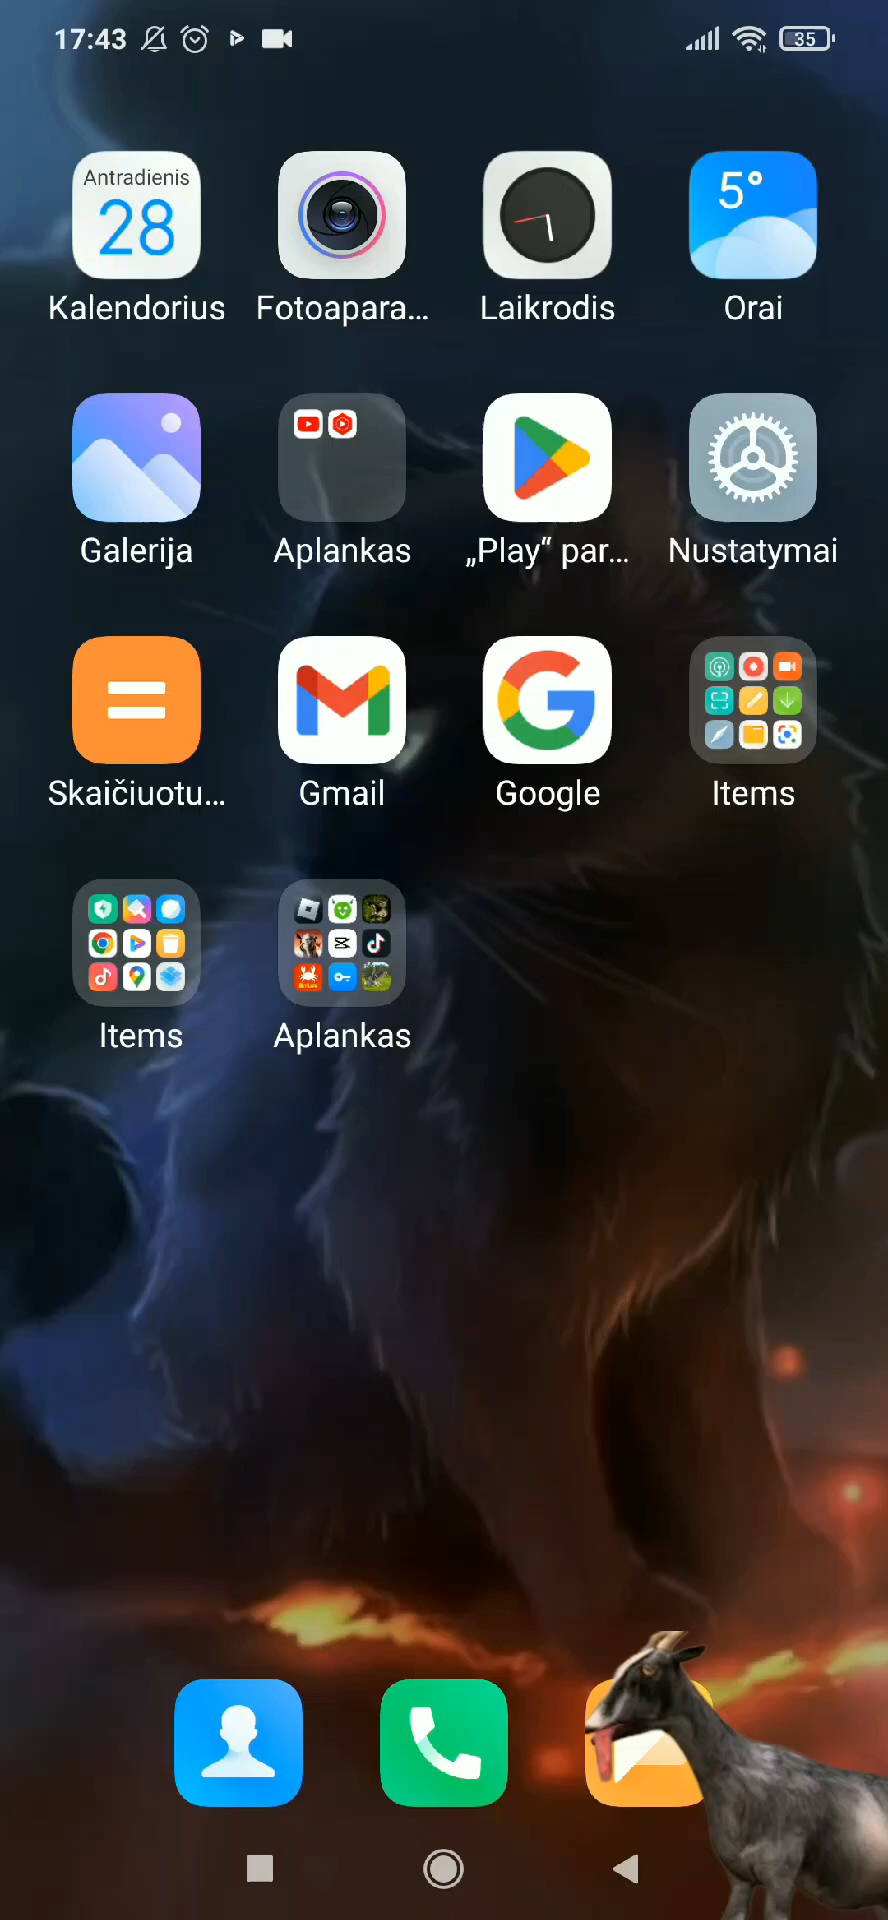 17:43 35
Antradienis
28
5°
Kalendorius Fotoapara... Laikrodis Orai
Galerija Aplankas „Play“ par... Nustatymai
Skaičiuotu... Gmail Google Items
Items Aplankas